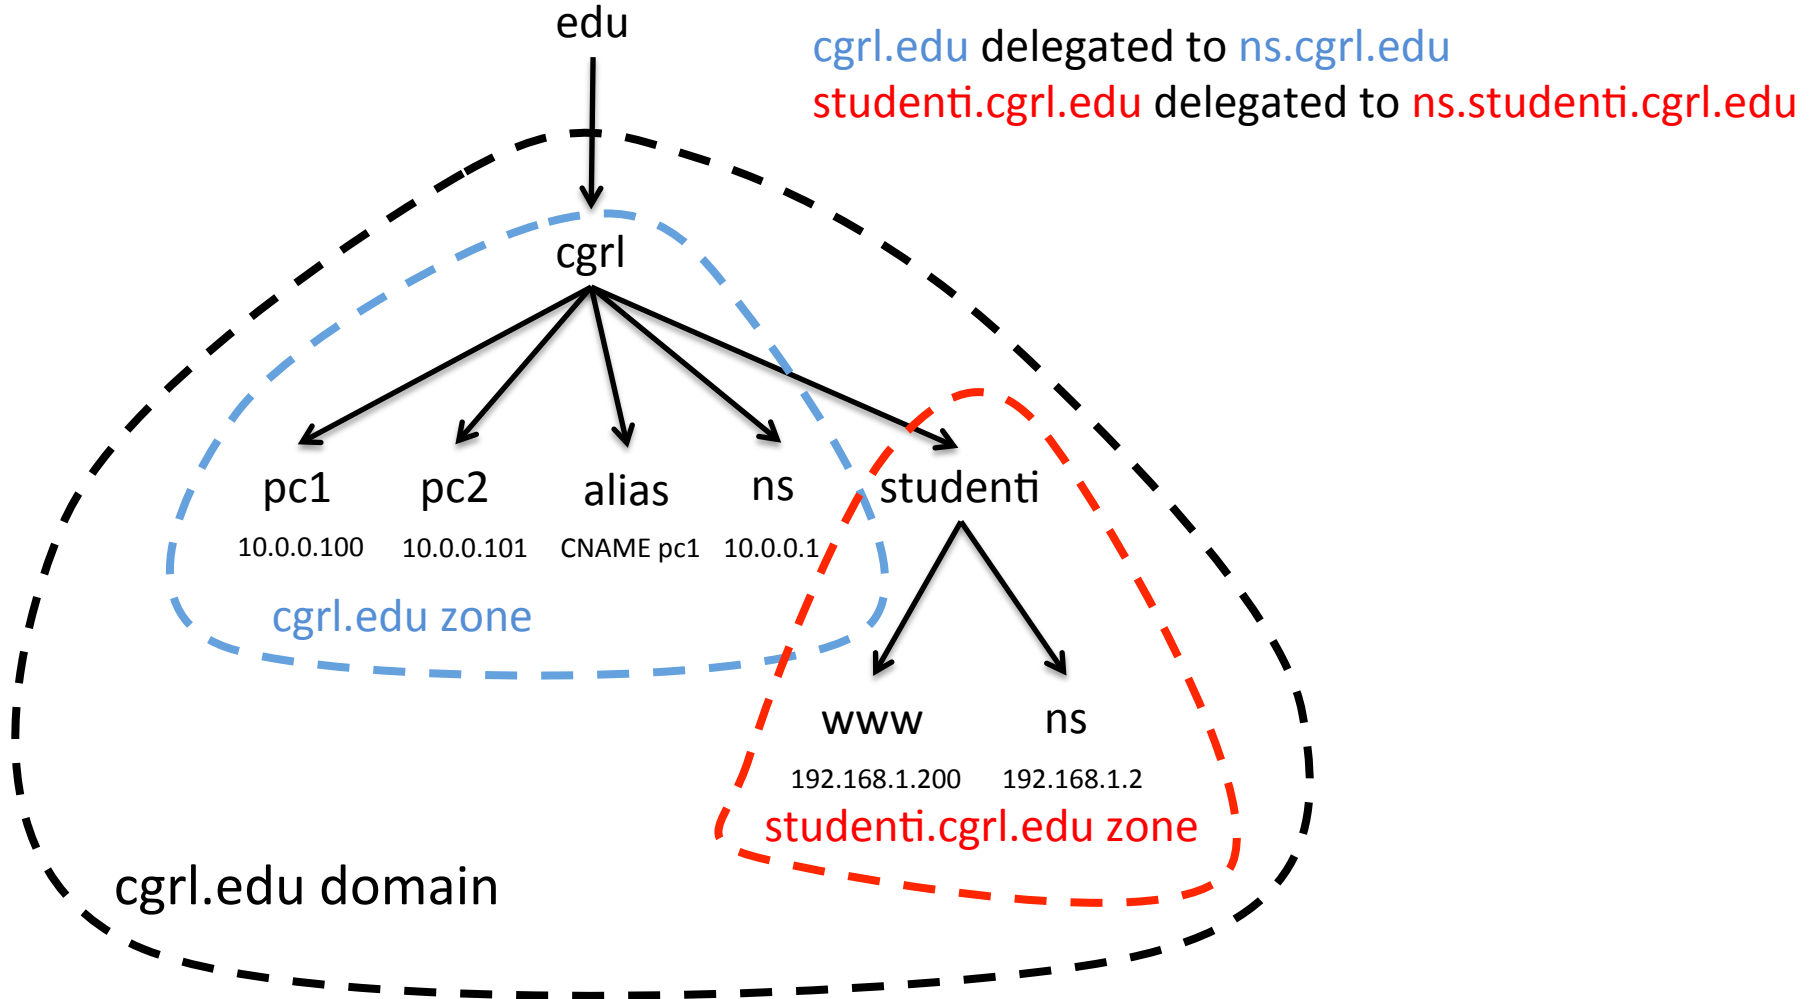 edu
cgrl.edu delegated to ns.cgrl.edu
studenti.cgrl.edu delegated to ns.studenti.cgrl.edu
cgrl
pc1 pc2 alias ns studenti
10.0.0.100 10.0.0.101 CNAME pc1 10.0.0.1
cgrl.edu zone
www ns
192.168.1.200 192.168.1.2
studenti.cgrl.edu zone
cgrl.edu domain